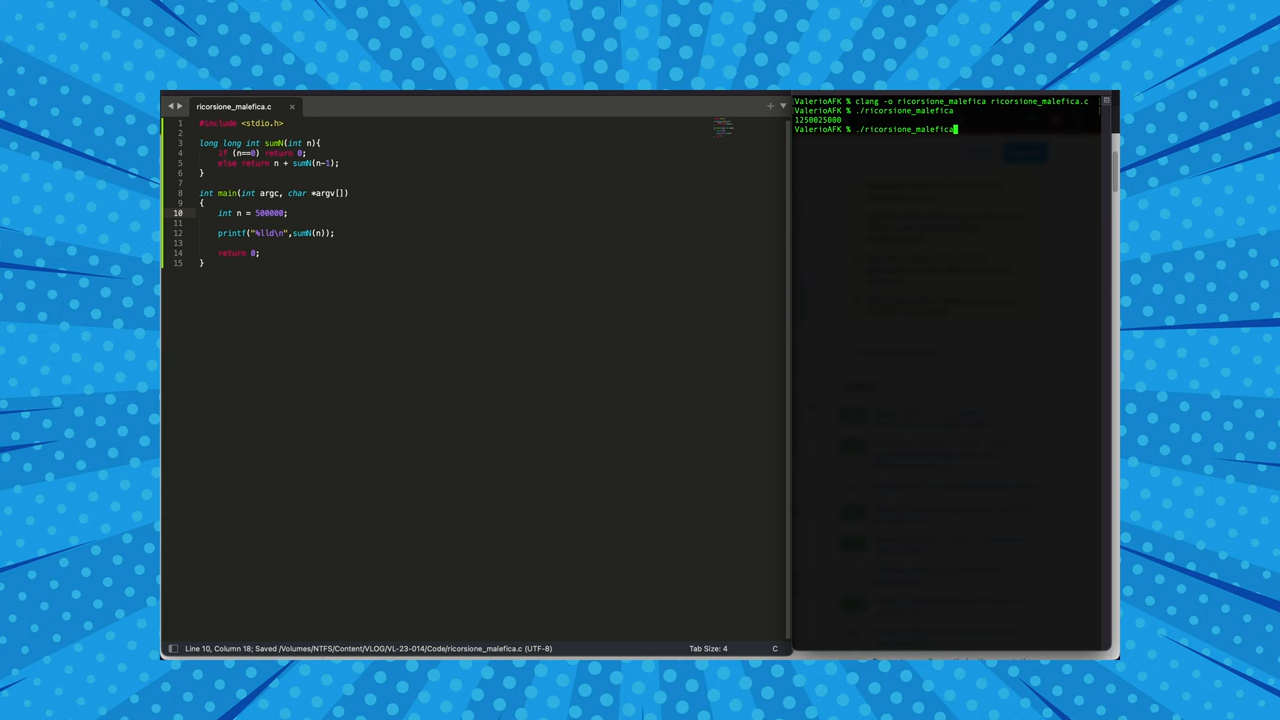 ricorsione_malefica.c
1 #include <stdio.h>
2
3 long long int sumN(int n){
4 if (n==0) return 0;
5 else return n + sumN(n-1);
6 }
7
8 int main(int argc, char *argv[])
9 {
10 int n = 500000;
11
12 printf("%lld\n",sumN(n));
13
14 return 0;
15 }
Line 10, Column 18; Saved /Volumes/NTFS/Content/VLOG/VL-23-014/Code/ricorsione_malefica.c (UTF-8)
Tab Size: 4
C
[ValerioAFK % clang -o ricorsione_malefica ricorsione_malefica.c ]
[ValerioAFK % ./ricorsione_malefica ]
1250025000
ValerioAFK % ./ricorsione_malefica